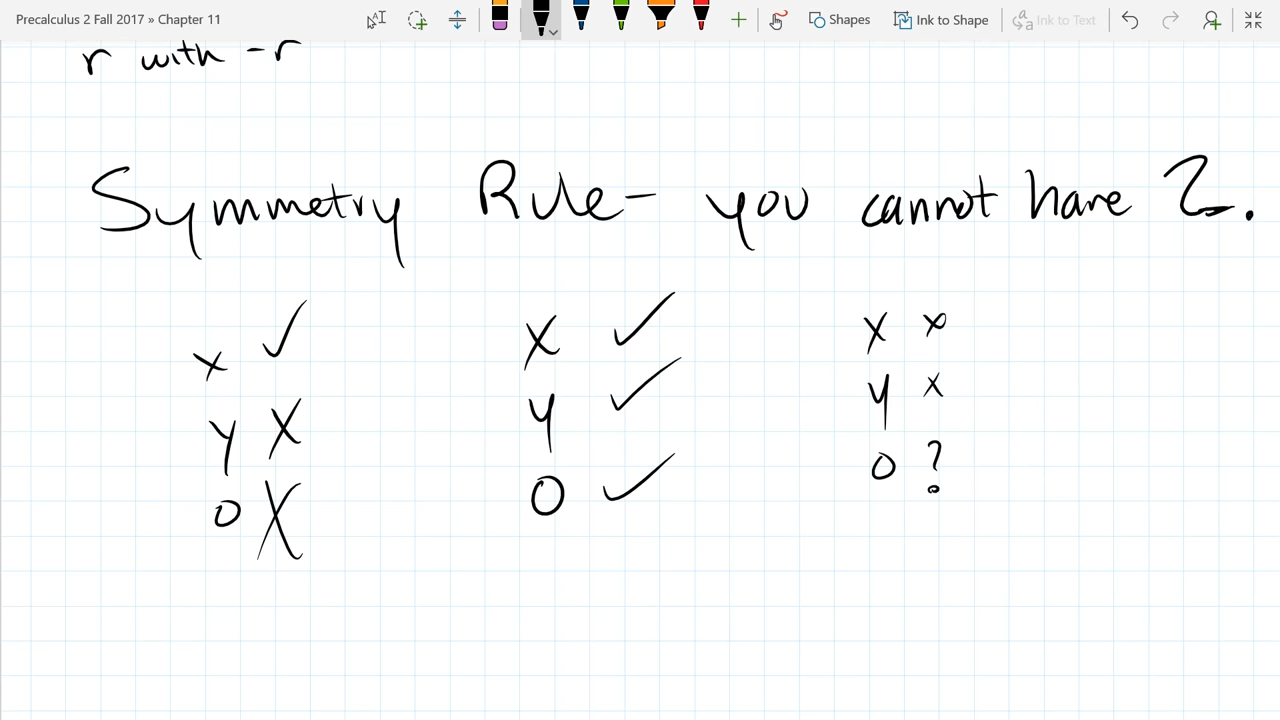 Precalculus 2 Fall 2017 » Chapter 11
Shapes
Ink to Shape
Ink to Text
r with -r
Symmetry Rule- you cannot have 2.
x ✓
y X
o X
X ✓
y ✓
O ✓
X x
y x
O ?